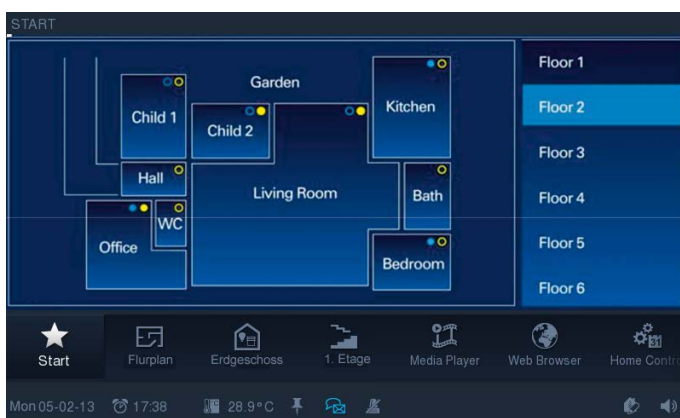 START
Garden
Child 1
Child 2
Kitchen
Hall
Living Room
Bath
WC
Office
Bedroom
Floor 1
Floor 2
Floor 3
Floor 4
Floor 5
Floor 6
Start
Flurplan
Erdgeschoss
1. Etage
Media Player
Web Browser
31
Home Contro
Mon 05-02-13
17:38
28.9°C